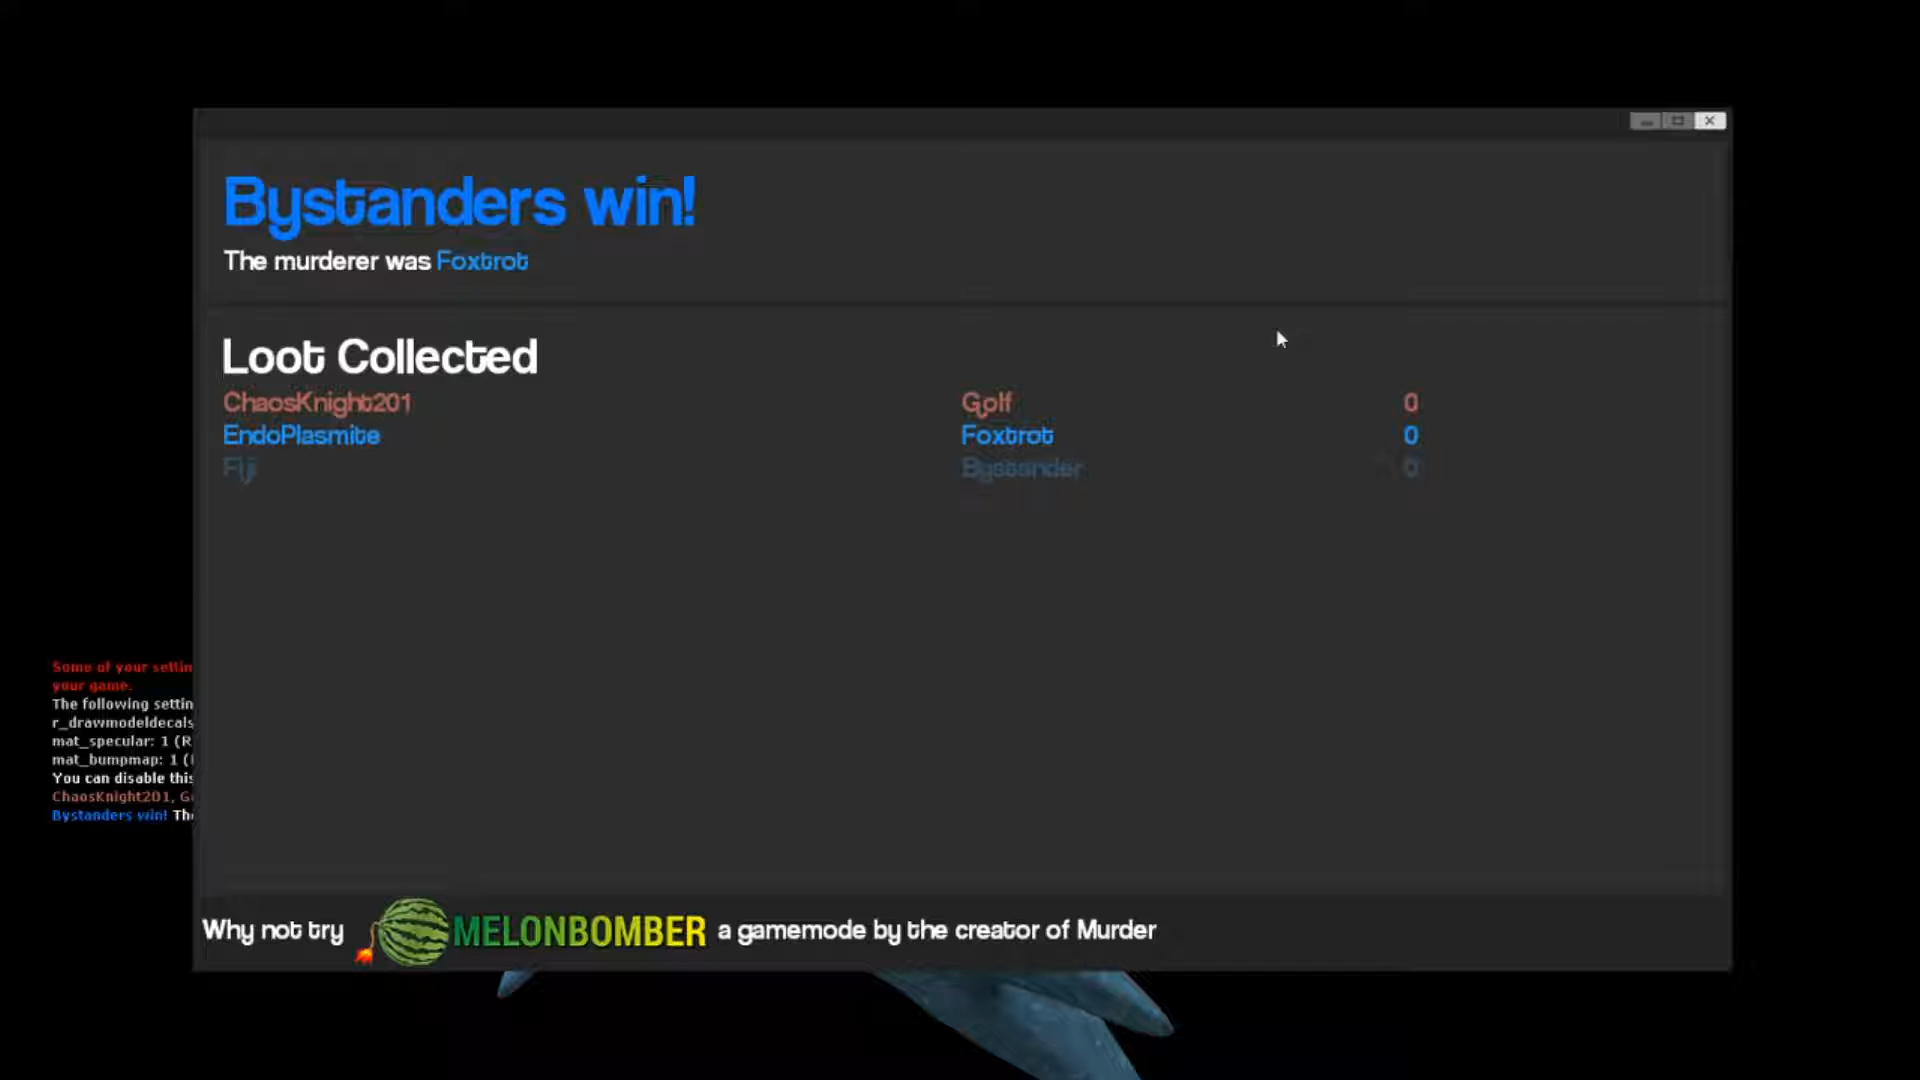 Bystanders win!
The murderer was Foxtrot
Loot Collected
ChaosKnight201 Golf 0
EndoPlasmite Foxtrot 0
Fiji Bystander 0
Some of your settin
your game.
The following settin
r_drawmodeldecals
mat_specular: 1 (R
mat_bumpmap: 1 (
You can disable this
ChaosKnight201, G
Bystanders win! The
Why not try MELONBOMBER a gamemode by the creator of Murder